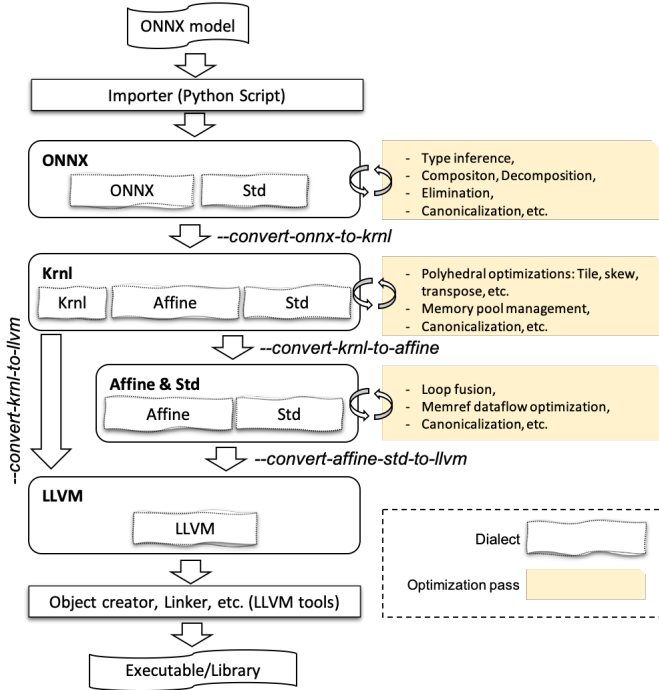 ONNX model
Importer (Python Script)
ONNX
ONNX
Std
- Type inference,
- Compositon, Decomposition,
- Elimination,
- Canonicalization, etc.
--convert-onnx-to-krnl
Krnl
Krnl
Affine
Std
- Polyhedral optimizations: Tile, skew,
transpose, etc.
- Memory pool management,
- Canonicalization, etc.
--convert-krnl-to-llvm
--convert-krnl-to-affine
Affine & Std
Affine
Std
- Loop fusion,
- Memref dataflow optimization,
- Canonicalization, etc.
--convert-affine-std-to-llvm
LLVM
LLVM
Dialect
Optimization pass
Object creator, Linker, etc. (LLVM tools)
Executable/Library